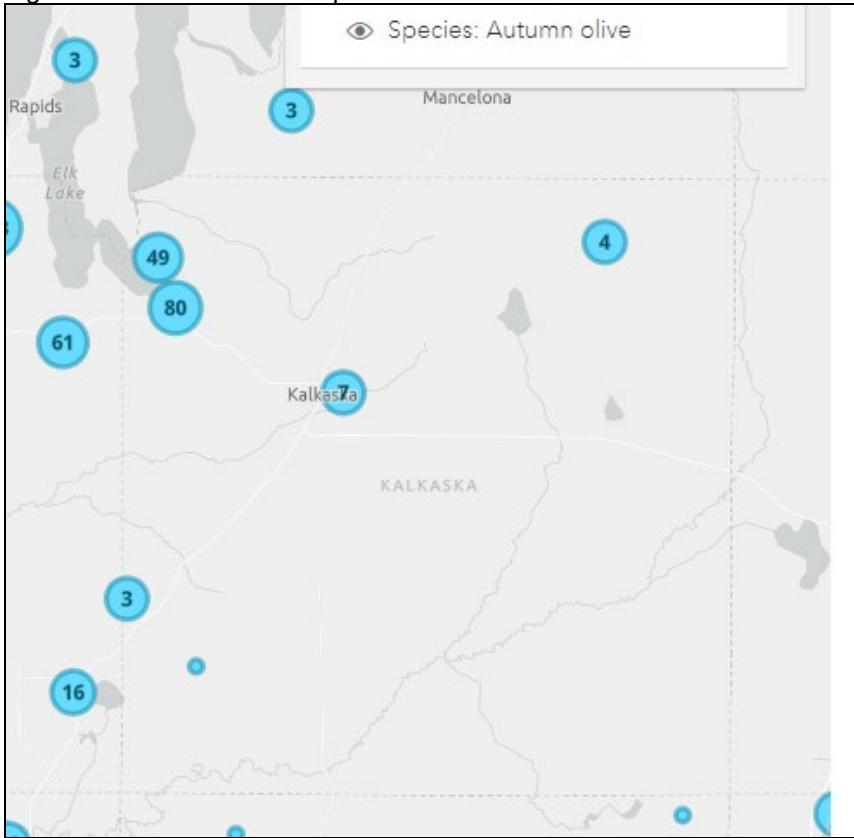 Species: Autumn olive
3
Rapids
3
Mancelona
Elk
Lake
4
49
80
61
Kalkaska
7
KALKASKA
3
16